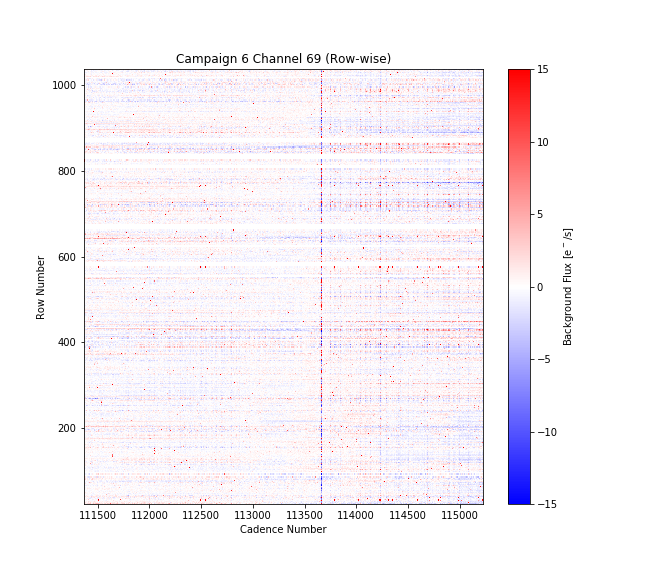 Campaign 6 Channel 69 (Row-wise)
1000
800
600
400
200
Row Number
111500 112000 112500 113000 113500 114000 114500 115000
Cadence Number
15
10
5
0
−5
−10
−15
Background Flux [e⁻/s]